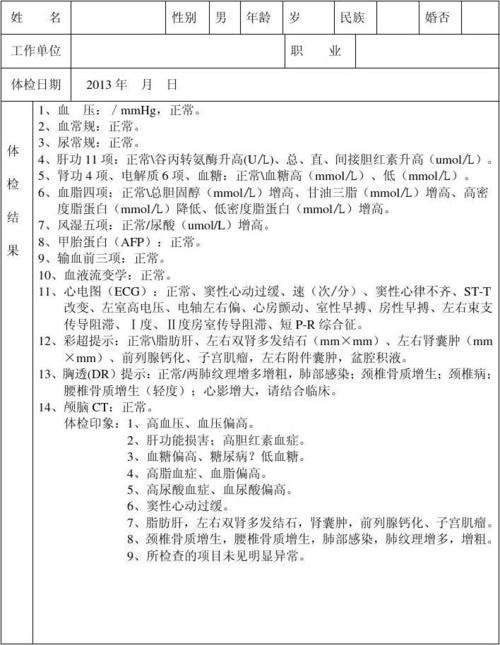 姓 名 性别 男 年龄 岁 民族 婚否
工作单位 职 业
体检日期 2013 年 月 日
体检结果
1、血 压：／mmHg，正常。
2、血常规：正常。
3、尿常规：正常。
4、肝功 11 项：正常\谷丙转氨酶升高(U/L)、总、直、间接胆红素升高（umol/L）。
5、肾功 4 项、电解质 6 项、血糖：正常\血糖高（mmol/L）、低（mmol/L）。
6、血脂四项：正常\总胆固醇（mmol/L）增高、甘油三脂（mmol/L）增高、高密
度脂蛋白（mmol/L）降低、低密度脂蛋白（mmol/L）增高。
7、风湿五项：正常/尿酸（umol/L）增高。
8、甲胎蛋白（AFP）：正常。
9、输血前三项：正常。
10、血液流变学：正常。
11、心电图（ECG）：正常、窦性心动过缓、速（次／分）、窦性心律不齐、ST-T
改变、左室高电压、电轴左右偏、心房颤动、室性早搏、房性早搏、左右束支
传导阻滞、Ⅰ度、Ⅱ度房室传导阻滞、短 P-R 综合征。
12、彩超提示：正常\脂肪肝、左右双肾多发结石（mm×mm）、左右肾囊肿（mm
×mm）、前列腺钙化、子宫肌瘤，左右附件囊肿，盆腔积液。
13、胸透(DR）提示：正常/两肺纹理增多增粗，肺部感染；颈椎骨质增生；颈椎病；
腰椎骨质增生（轻度）；心影增大，请结合临床。
14、颅脑 CT：正常。
体检印象：1、高血压、血压偏高。
2、肝功能损害；高胆红素血症。
3、血糖偏高、糖尿病？低血糖。
4、高脂血症、血脂偏高。
5、高尿酸血症、血尿酸偏高。
6、窦性心动过缓。
7、脂肪肝，左右双肾多发结石，肾囊肿，前列腺钙化、子宫肌瘤。
8、颈椎骨质增生，腰椎骨质增生，肺部感染，肺纹理增多，增粗。
9、所检查的项目未见明显异常。